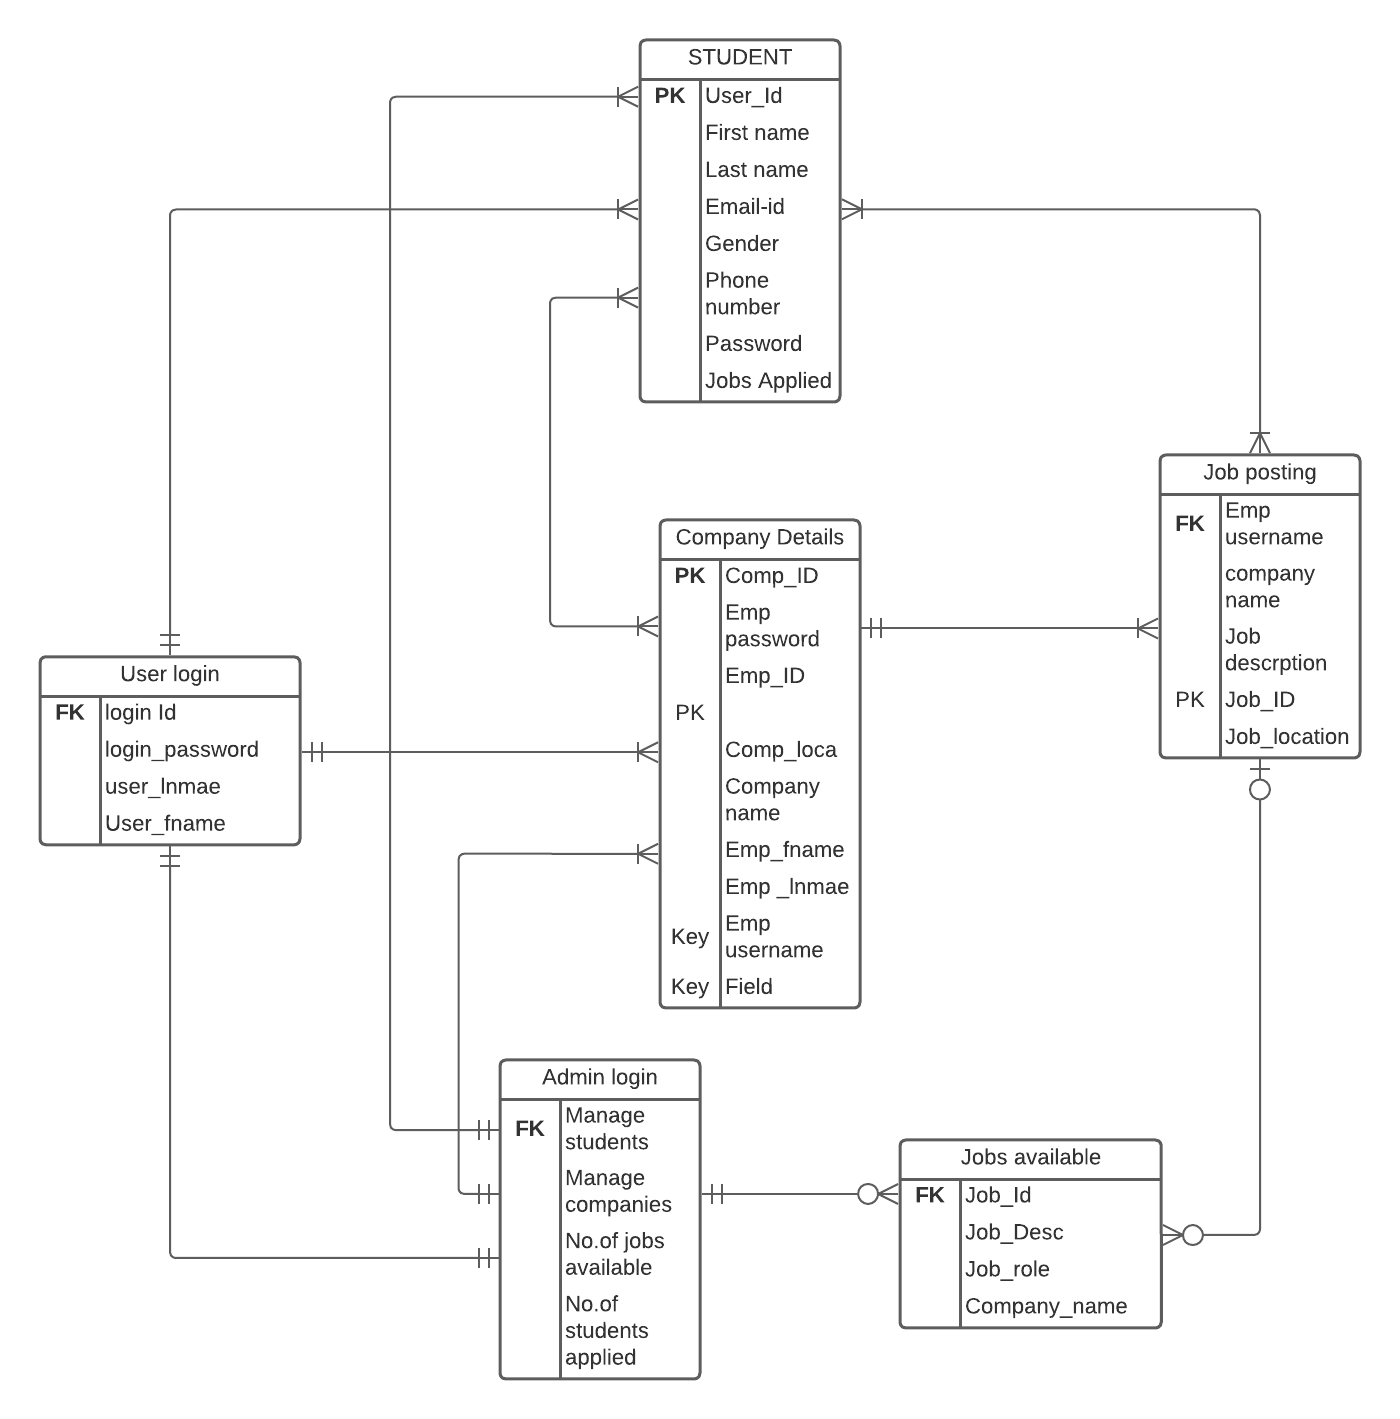 STUDENT
PK User_Id
First name
Last name
Email-id
Gender
Phone
number
Password
Jobs Applied
Job posting
FK Emp
username
company
name
Job
descrption
PK Job_ID
Job_location
Company Details
PK Comp_ID
Emp
password
Emp_ID
PK
Comp_loca
Company
name
Emp_fname
Emp _lnmae
Key Emp
username
Key Field
User login
FK login Id
login_password
user_lnmae
User_fname
Admin login
FK Manage
students
Manage
companies
No.of jobs
available
No.of
students
applied
Jobs available
FK Job_Id
Job_Desc
Job_role
Company_name